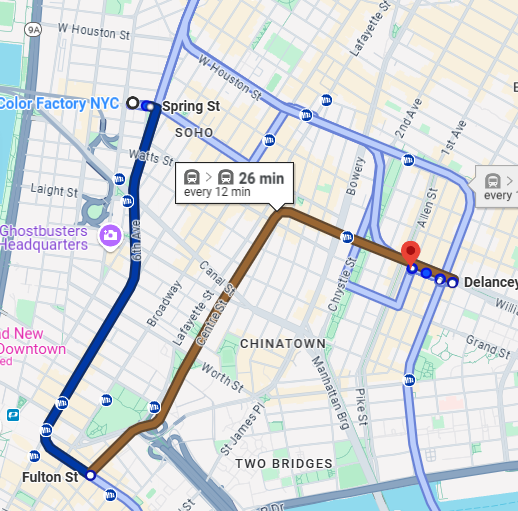 9A
W Houston St
W-Houston-St
Lafayette St
Color Factory NYC
Spring St
SOHO
2nd Ave
1st Ave
Watts St
26 min
every 12 min
Bowery
every 1
Laight St
Allen St
Ghostbusters
Headquarters
6th Ave
Canal
Chrystie St
Delancey
Broadway
Lafayette St
Centre St
Grand St
ad New
Downtown
ed
CHINATOWN
Worth St
Manhattan Brg
Pike St
St James Pl
TWO BRIDGES
Fulton St